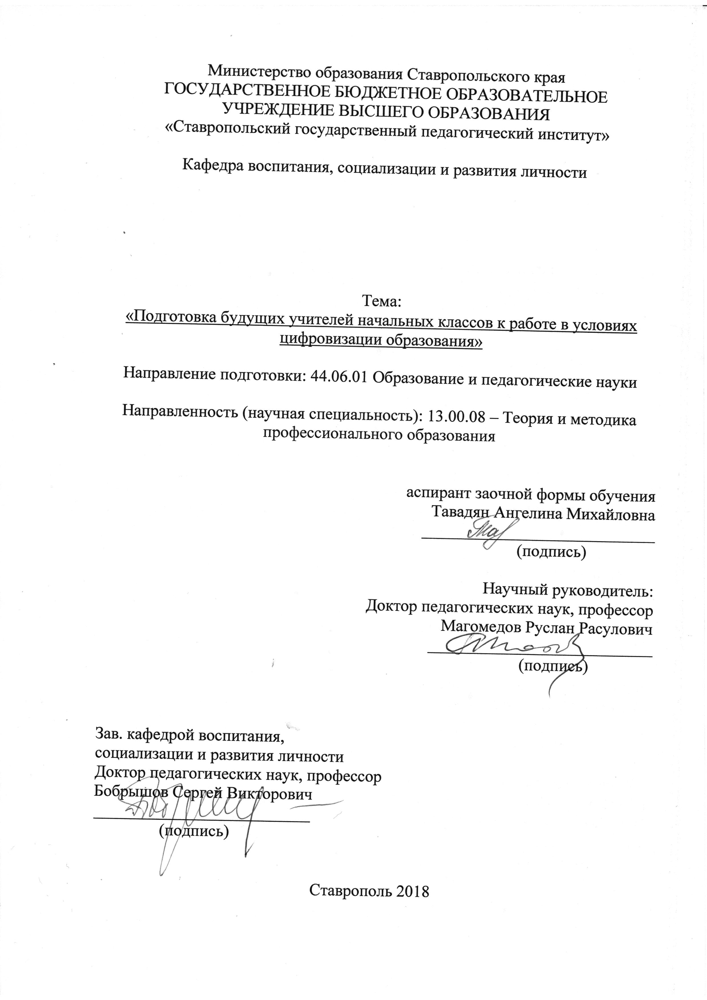 Министерство образования Ставропольского края
ГОСУДАРСТВЕННОЕ БЮДЖЕТНОЕ ОБРАЗОВАТЕЛЬНОЕ
УЧРЕЖДЕНИЕ ВЫСШЕГО ОБРАЗОВАНИЯ
«Ставропольский государственный педагогический институт»
Кафедра воспитания, социализации и развития личности
Тема:
«Подготовка будущих учителей начальных классов к работе в условиях
цифровизации образования»
Направление подготовки: 44.06.01 Образование и педагогические науки
Направленность (научная специальность): 13.00.08 – Теория и методика
профессионального образования
аспирант заочной формы обучения
Тавадян Ангелина Михайловна
(подпись)
Научный руководитель:
Доктор педагогических наук, профессор
Магомедов Руслан Расулович
(подпись)
Зав. кафедрой воспитания,
социализации и развития личности
Доктор педагогических наук, профессор
Бобрышов Сергей Викторович
(подпись)
Ставрополь 2018